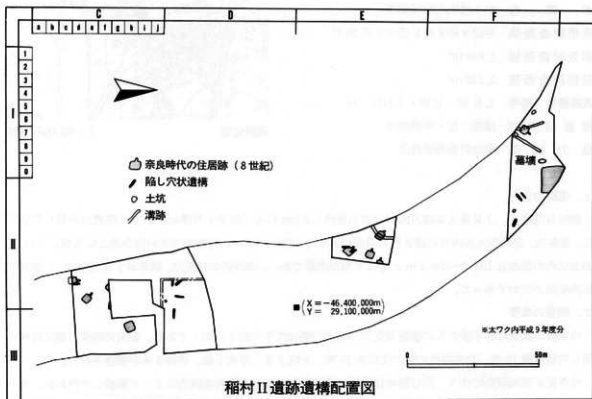 C D E F
a b c d e f g h i j
I
1
2
3
4
5
6
7
8
9
0
奈良時代の住居跡(8世紀)
陥し穴状遺構
土坑
溝跡
墓壙
II
(X=-46,400,000m)
(Y= 29,100,000m)
※太ワク内平成9年度分
III
0 50m
稲村II遺跡遺構配置図